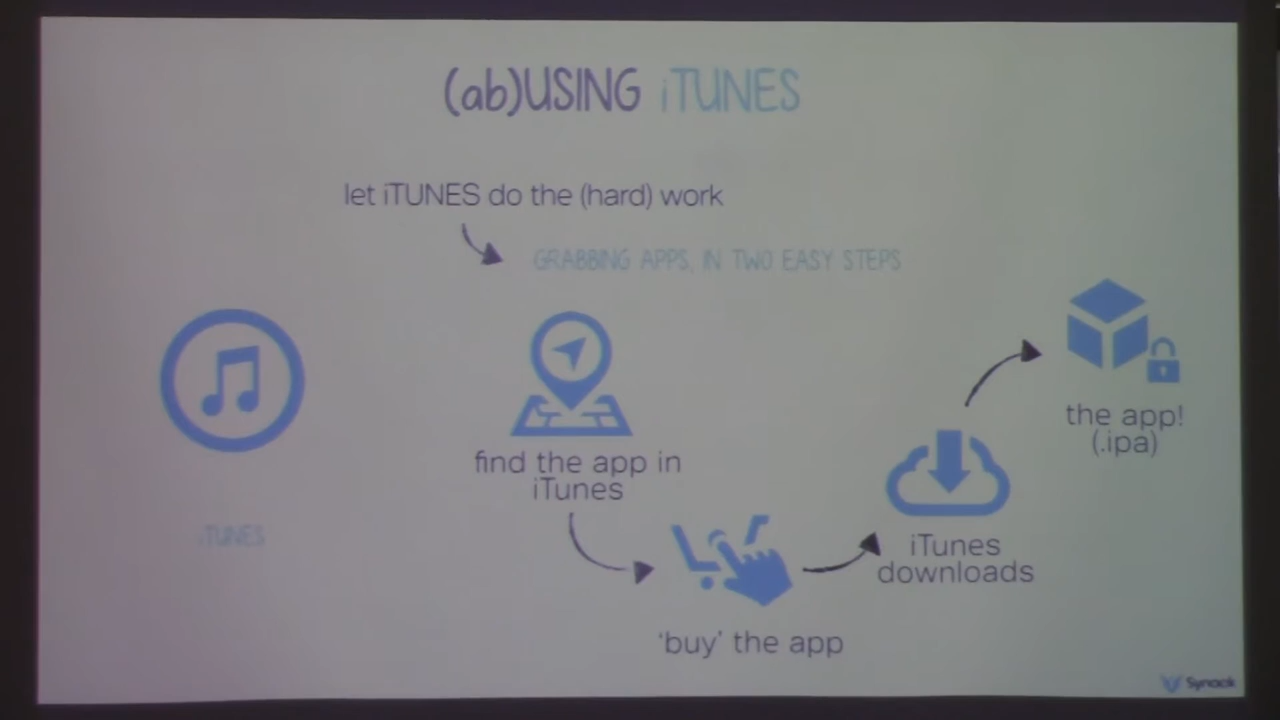 (ab)USING iTUNES
let iTUNES do the (hard) work
GRABBING APPS, IN TWO EASY STEPS
iTUNES
find the app in
iTunes
'buy' the app
iTunes
downloads
the app!
(.ipa)
Synack